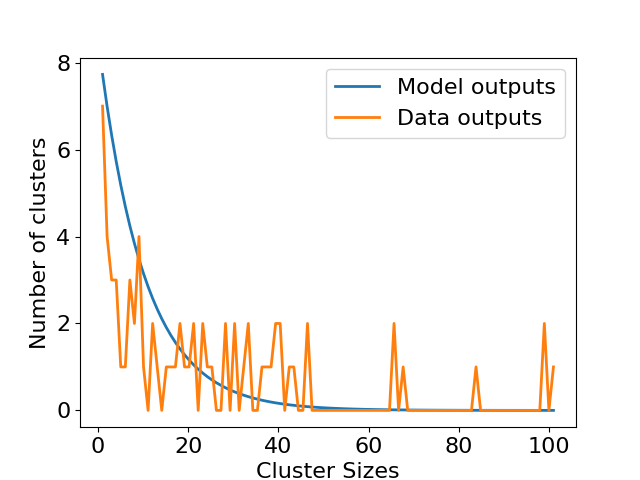 8
6
4
2
0
Number of clusters
Model outputs
Data outputs
0 20 40 60 80 100
Cluster Sizes